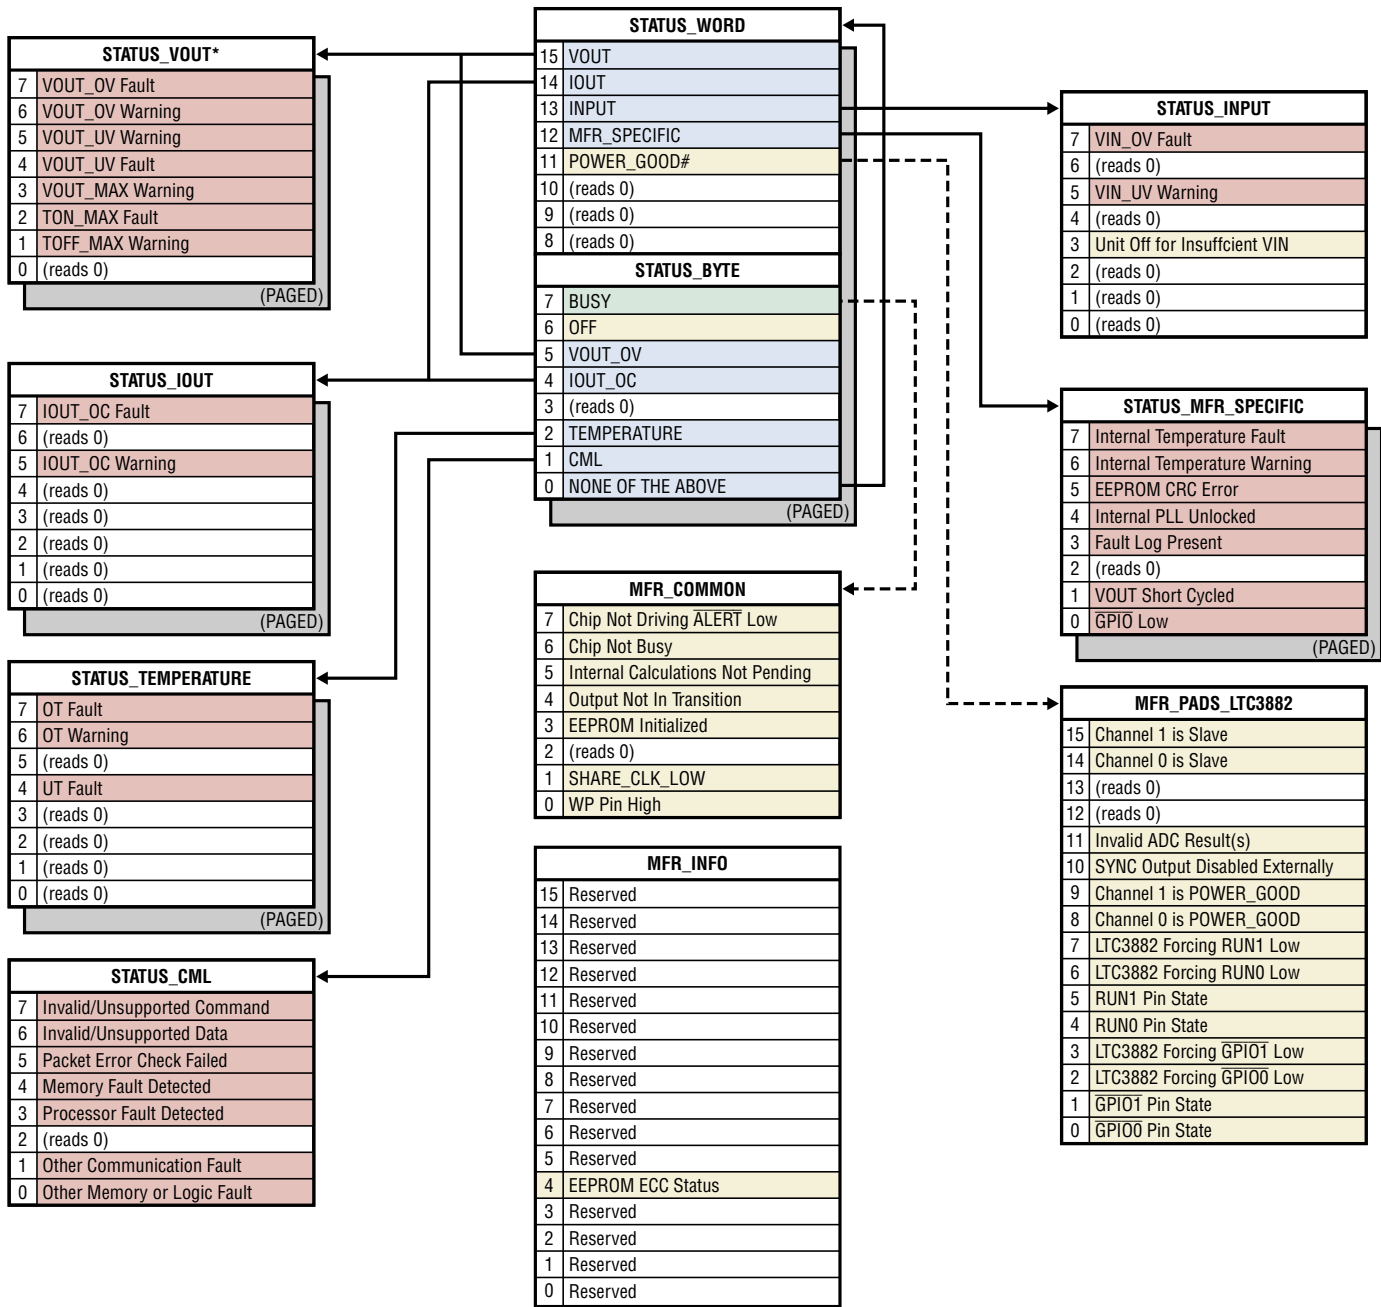 STATUS_VOUT*
7 VOUT_OV Fault
6 VOUT_OV Warning
5 VOUT_UV Warning
4 VOUT_UV Fault
3 VOUT_MAX Warning
2 TON_MAX Fault
1 TOFF_MAX Warning
0 (reads 0)
(PAGED)
STATUS_IOUT
7 IOUT_OC Fault
6 (reads 0)
5 IOUT_OC Warning
4 (reads 0)
3 (reads 0)
2 (reads 0)
1 (reads 0)
0 (reads 0)
(PAGED)
STATUS_TEMPERATURE
7 OT Fault
6 OT Warning
5 (reads 0)
4 UT Fault
3 (reads 0)
2 (reads 0)
1 (reads 0)
0 (reads 0)
(PAGED)
STATUS_CML
7 Invalid/Unsupported Command
6 Invalid/Unsupported Data
5 Packet Error Check Failed
4 Memory Fault Detected
3 Processor Fault Detected
2 (reads 0)
1 Other Communication Fault
0 Other Memory or Logic Fault
STATUS_WORD
15 VOUT
14 IOUT
13 INPUT
12 MFR_SPECIFIC
11 POWER_GOOD#
10 (reads 0)
9 (reads 0)
8 (reads 0)
STATUS_BYTE
7 BUSY
6 OFF
5 VOUT_OV
4 IOUT_OC
3 (reads 0)
2 TEMPERATURE
1 CML
0 NONE OF THE ABOVE
(PAGED)
MFR_COMMON
7 Chip Not Driving ALERT Low
6 Chip Not Busy
5 Internal Calculations Not Pending
4 Output Not In Transition
3 EEPROM Initialized
2 (reads 0)
1 SHARE_CLK_LOW
0 WP Pin High
MFR_INFO
15 Reserved
14 Reserved
13 Reserved
12 Reserved
11 Reserved
10 Reserved
9 Reserved
8 Reserved
7 Reserved
6 Reserved
5 Reserved
4 EEPROM ECC Status
3 Reserved
2 Reserved
1 Reserved
0 Reserved
STATUS_INPUT
7 VIN_OV Fault
6 (reads 0)
5 VIN_UV Warning
4 (reads 0)
3 Unit Off for Insuffcient VIN
2 (reads 0)
1 (reads 0)
0 (reads 0)
STATUS_MFR_SPECIFIC
7 Internal Temperature Fault
6 Internal Temperature Warning
5 EEPROM CRC Error
4 Internal PLL Unlocked
3 Fault Log Present
2 (reads 0)
1 VOUT Short Cycled
0 GPIO Low
(PAGED)
MFR_PADS_LTC3882
15 Channel 1 is Slave
14 Channel 0 is Slave
13 (reads 0)
12 (reads 0)
11 Invalid ADC Result(s)
10 SYNC Output Disabled Externally
9 Channel 1 is POWER_GOOD
8 Channel 0 is POWER_GOOD
7 LTC3882 Forcing RUN1 Low
6 LTC3882 Forcing RUN0 Low
5 RUN1 Pin State
4 RUN0 Pin State
3 LTC3882 Forcing GPIO1 Low
2 LTC3882 Forcing GPIO0 Low
1 GPIO1 Pin State
0 GPIO0 Pin State